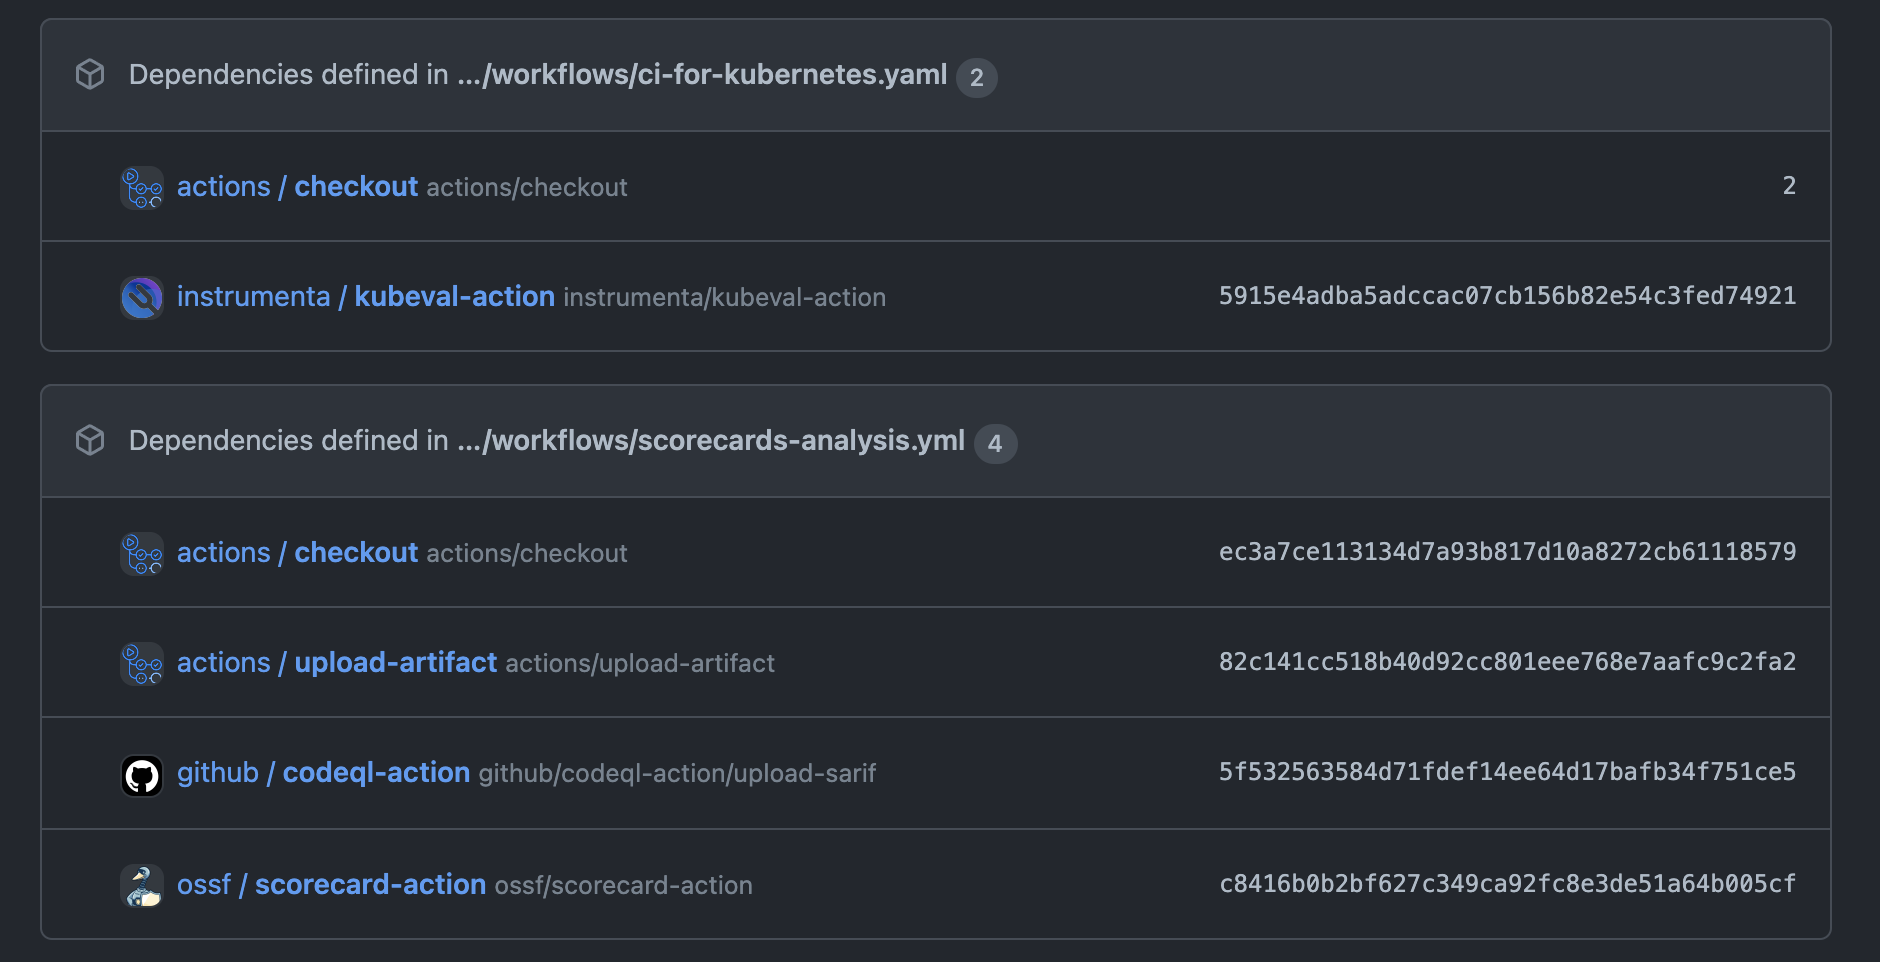 Dependencies defined in .../workflows/ci-for-kubernetes.yaml 2
actions / checkout actions/checkout 2
instrumenta / kubeval-action instrumenta/kubeval-action 5915e4adba5adccac07cb156b82e54c3fed74921
Dependencies defined in .../workflows/scorecards-analysis.yml 4
actions / checkout actions/checkout ec3a7ce113134d7a93b817d10a8272cb61118579
actions / upload-artifact actions/upload-artifact 82c141cc518b40d92cc801eee768e7aafc9c2fa2
github / codeql-action github/codeql-action/upload-sarif 5f532563584d71fdef14ee64d17bafb34f751ce5
ossf / scorecard-action ossf/scorecard-action c8416b0b2bf627c349ca92fc8e3de51a64b005cf